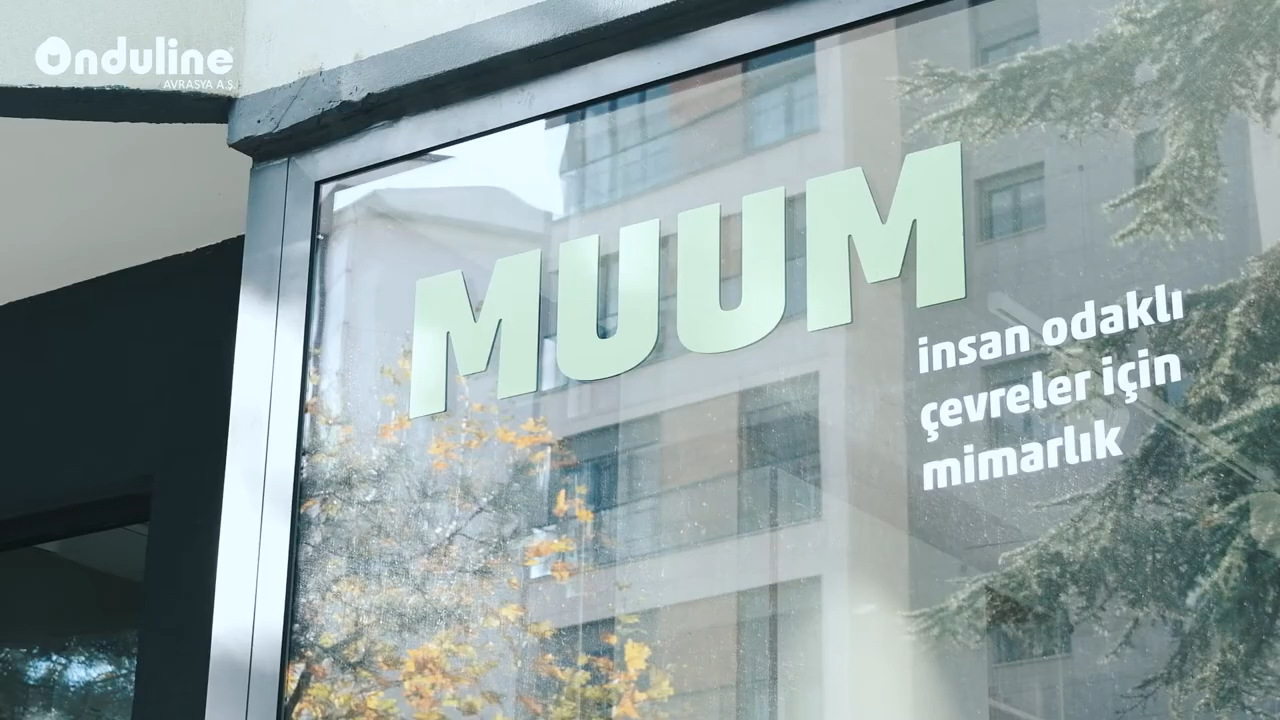 Onduline
AVRASYA A.Ş.
MUUM
insan odaklı
çevreler için
mimarlık